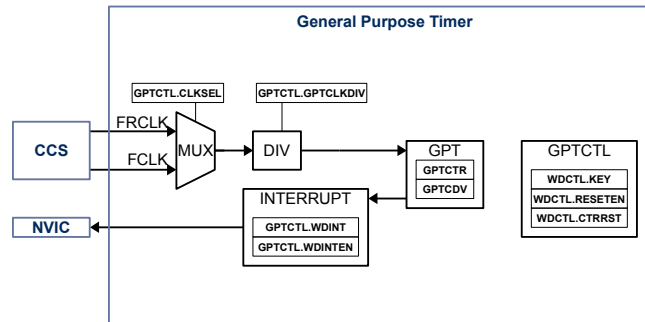 General Purpose Timer
GPTCTL.CLKSEL
GPTCTL.GPTCLKDIV
CCS
FRCLK
FCLK
MUX
DIV
GPT
GPTCTR
GPTCDV
GPTCTL
WDCTL.KEY
WDCTL.RESETEN
WDCTL.CTRRST
INTERRUPT
GPTCTL.WDINT
GPTCTL.WDINTEN
NVIC